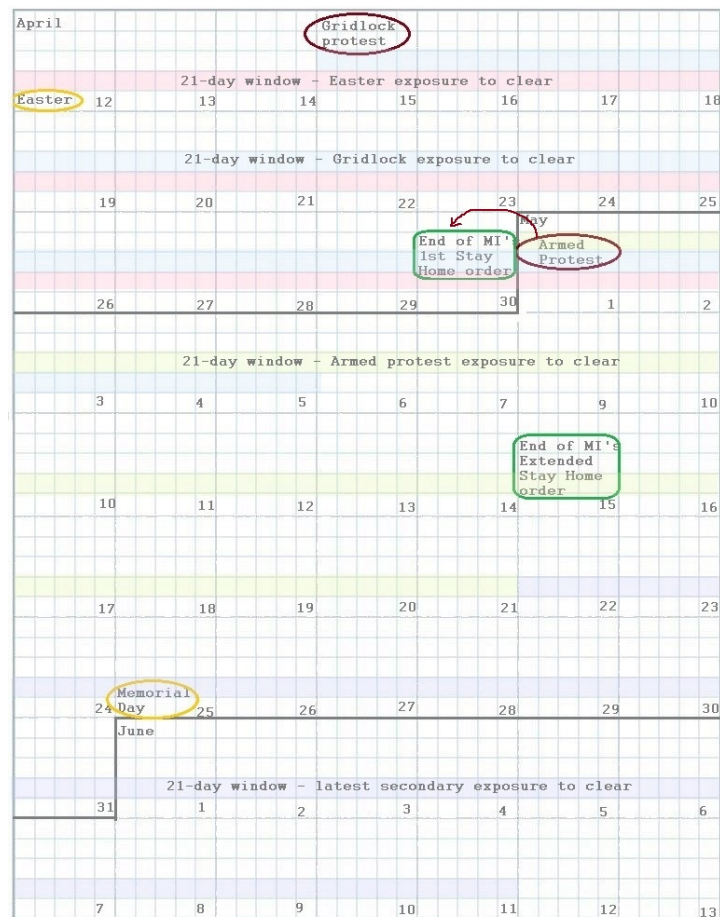 April
Gridlock
protest
21-day window - Easter exposure to clear
Easter 12 13 14 15 16 17 18
21-day window - Gridlock exposure to clear
19 20 21 22 23 24 25
May
End of MI's
1st Stay
Home order
Armed
Protest
26 27 28 29 30 1 2
21-day window - Armed protest exposure to clear
3 4 5 6 7 9 10
End of MI's
Extended
Stay Home
order
10 11 12 13 14 15 16
17 18 19 20 21 22 23
Memorial
Day
24 25 26 27 28 29 30
June
21-day window - latest secondary exposure to clear
31 1 2 3 4 5 6
7 8 9 10 11 12 13